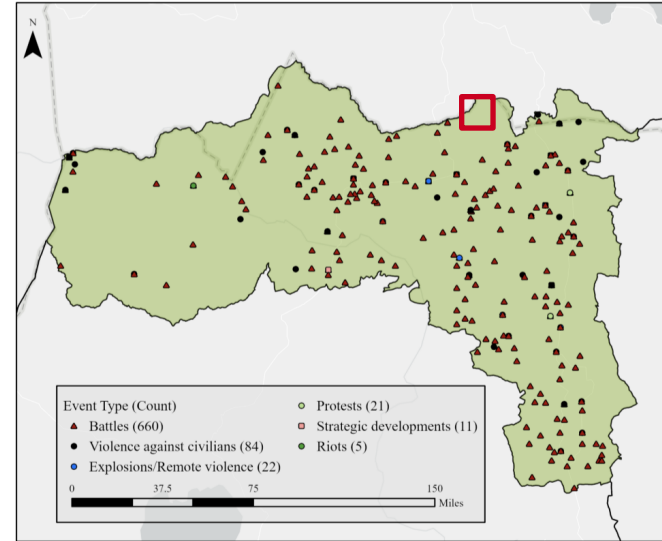 N
Event Type (Count)
Battles (660)
Violence against civilians (84)
Explosions/Remote violence (22)
Protests (21)
Strategic developments (11)
Riots (5)
0 37.5 75 150
Miles